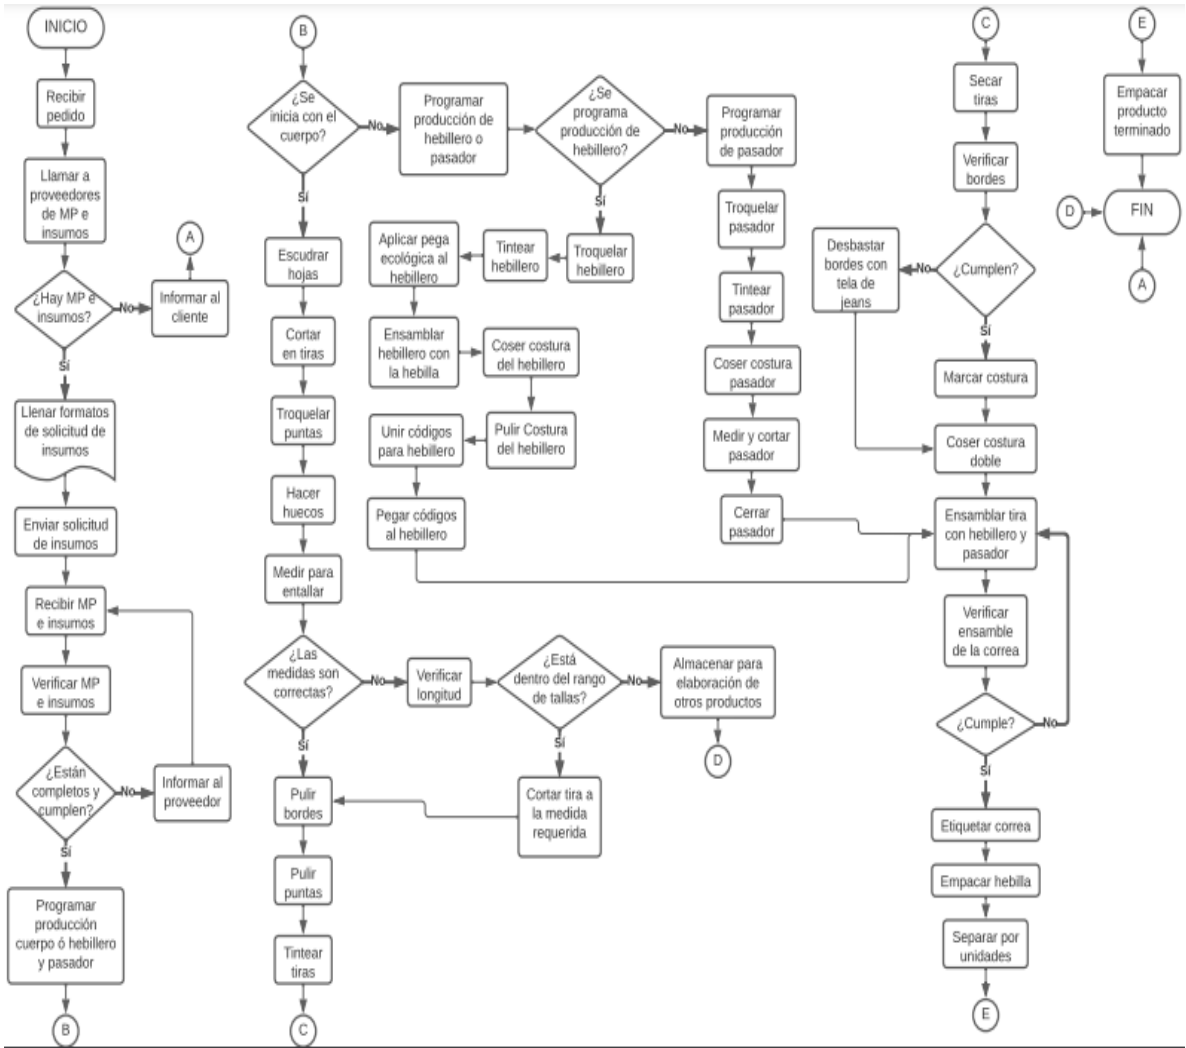 INICIO
Recibir
pedido
Llamar a
proveedores
de MP e
insumos
¿Hay MP e
insumos?
No
Informar al
cliente
A
Sí
Llenar formatos
de solicitud de
insumos
Enviar solicitud
de insumos
Recibir MP
e insumos
Verificar MP
e insumos
¿Están
completos y
cumplen?
No
Informar al
proveedor
Sí
Programar
producción
cuerpo ó hebillero
y pasador
B
B
¿Se
inicia con el
cuerpo?
No
Programar
producción de
hebillero o
pasador
¿Se
programa
producción de
hebillero?
No
Programar
producción
de pasador
Sí
Escudrar
hojas
Cortar
en tiras
Troquelar
puntas
Hacer
huecos
Medir para
entallar
Sí
Troquelar
hebillero
Tintear
hebillero
Aplicar pega
ecológica al
hebillero
Ensamblar
hebillero con
la hebilla
Coser costura
del hebillero
Pulir Costura
del hebillero
Unir códigos
para hebillero
Pegar códigos
al hebillero
Troquelar
pasador
Tintear
pasador
Coser costura
pasador
Medir y cortar
pasador
Cerrar
pasador
¿Las
medidas son
correctas?
No
Verificar
longitud
¿Está
dentro del rango
de tallas?
No
Almacenar para
elaboración de
otros productos
D
Sí
Cortar tira a
la medida
requerida
Sí
Pulir
bordes
Pulir
puntas
Tintear
tiras
C
C
Secar
tiras
Verificar
bordes
¿Cumplen?
No
Desbastar
bordes con
tela de
jeans
Sí
Marcar costura
Coser costura
doble
Ensamblar tira
con hebillero y
pasador
Verificar
ensamble
de la correa
¿Cumple?
No
Sí
Etiquetar correa
Empacar hebilla
Separar por
unidades
E
E
Empacar
producto
terminado
D
FIN
A